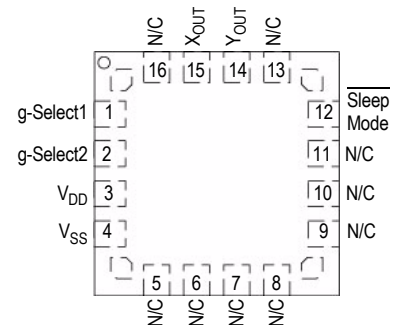 N/C
XOUT
YOUT
N/C
16 15 14 13
g-Select1 1
g-Select2 2
VDD 3
VSS 4
12 Sleep
Mode
11 N/C
10 N/C
9 N/C
5 6 7 8
N/C
N/C
N/C
N/C